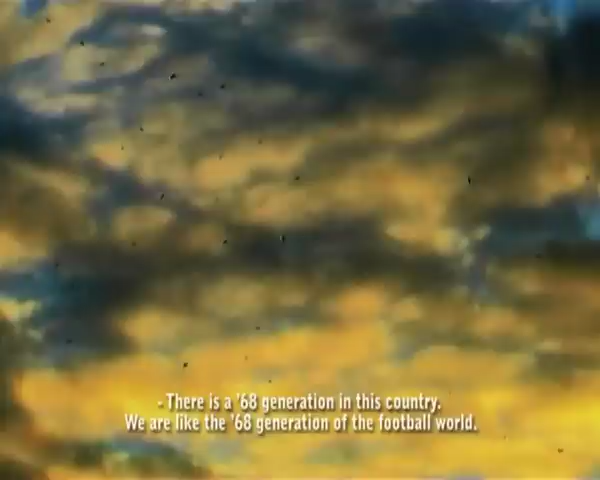 - There is a '68 generation in this country.
We are like the '68 generation of the football world.